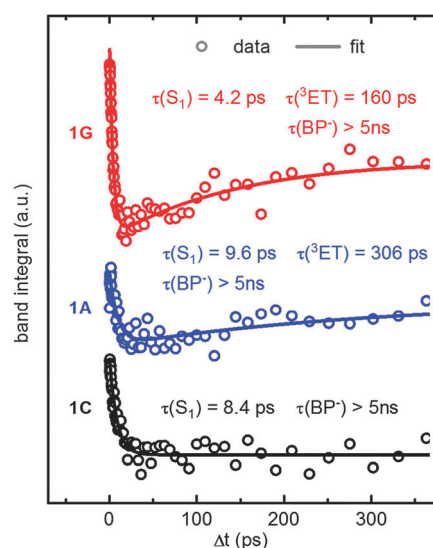 data fit
τ(S₁) = 4.2 ps τ(³ET) = 160 ps
1G
τ(BP⁻) > 5ns
τ(S₁) = 9.6 ps τ(³ET) = 306 ps
τ(BP⁻) > 5ns
1A
1C
τ(S₁) = 8.4 ps τ(BP⁻) > 5ns
band integral (a.u.)
0 100 200 300
Δt (ps)